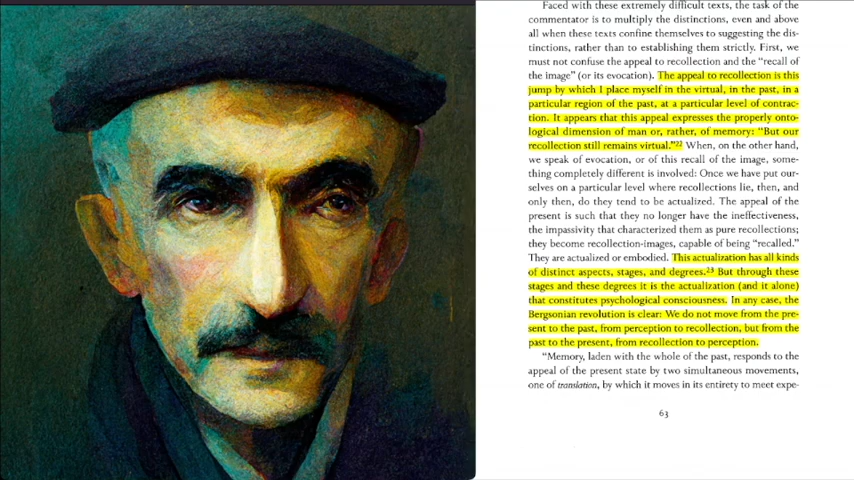 Faced with these extremely difficult texts, the task of the
commentator is to multiply the distinctions, even and above
all when these texts confine themselves to suggesting the dis-
tinctions, rather than to establishing them strictly. First, we
must not confuse the appeal to recollection and the “recall of
the image” (or its evocation). The appeal to recollection is this
jump by which I place myself in the virtual, in the past, in a
particular region of the past, at a particular level of contrac-
tion. It appears that this appeal expresses the properly onto-
logical dimension of man or, rather, of memory: “But our
recollection still remains virtual.”22 When, on the other hand,
we speak of evocation, or of this recall of the image, some-
thing completely different is involved: Once we have put our-
selves on a particular level where recollections lie, then, and
only then, do they tend to be actualized. The appeal of the
present is such that they no longer have the ineffectiveness,
the impassivity that characterized them as pure recollections;
they become recollection-images, capable of being “recalled.”
They are actualized or embodied. This actualization has all kinds
of distinct aspects, stages, and degrees.23 But through these
stages and these degrees it is the actualization (and it alone)
that constitutes psychological consciousness. In any case, the
Bergsonian revolution is clear: We do not move from the pre-
sent to the past, from perception to recollection, but from the
past to the present, from recollection to perception.
“Memory, laden with the whole of the past, responds to the
appeal of the present state by two simultaneous movements,
one of translation, by which it moves in its entirety to meet expe-
63